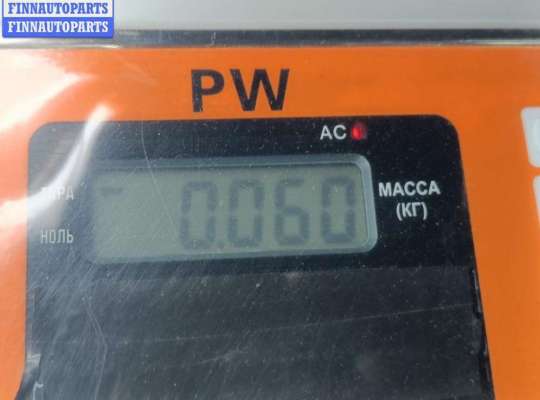 FINNAUTOPARTS
FINNAUTOPARTS
PW
AC
ТАРА
0.060
МАССА
(КГ)
НОЛЬ